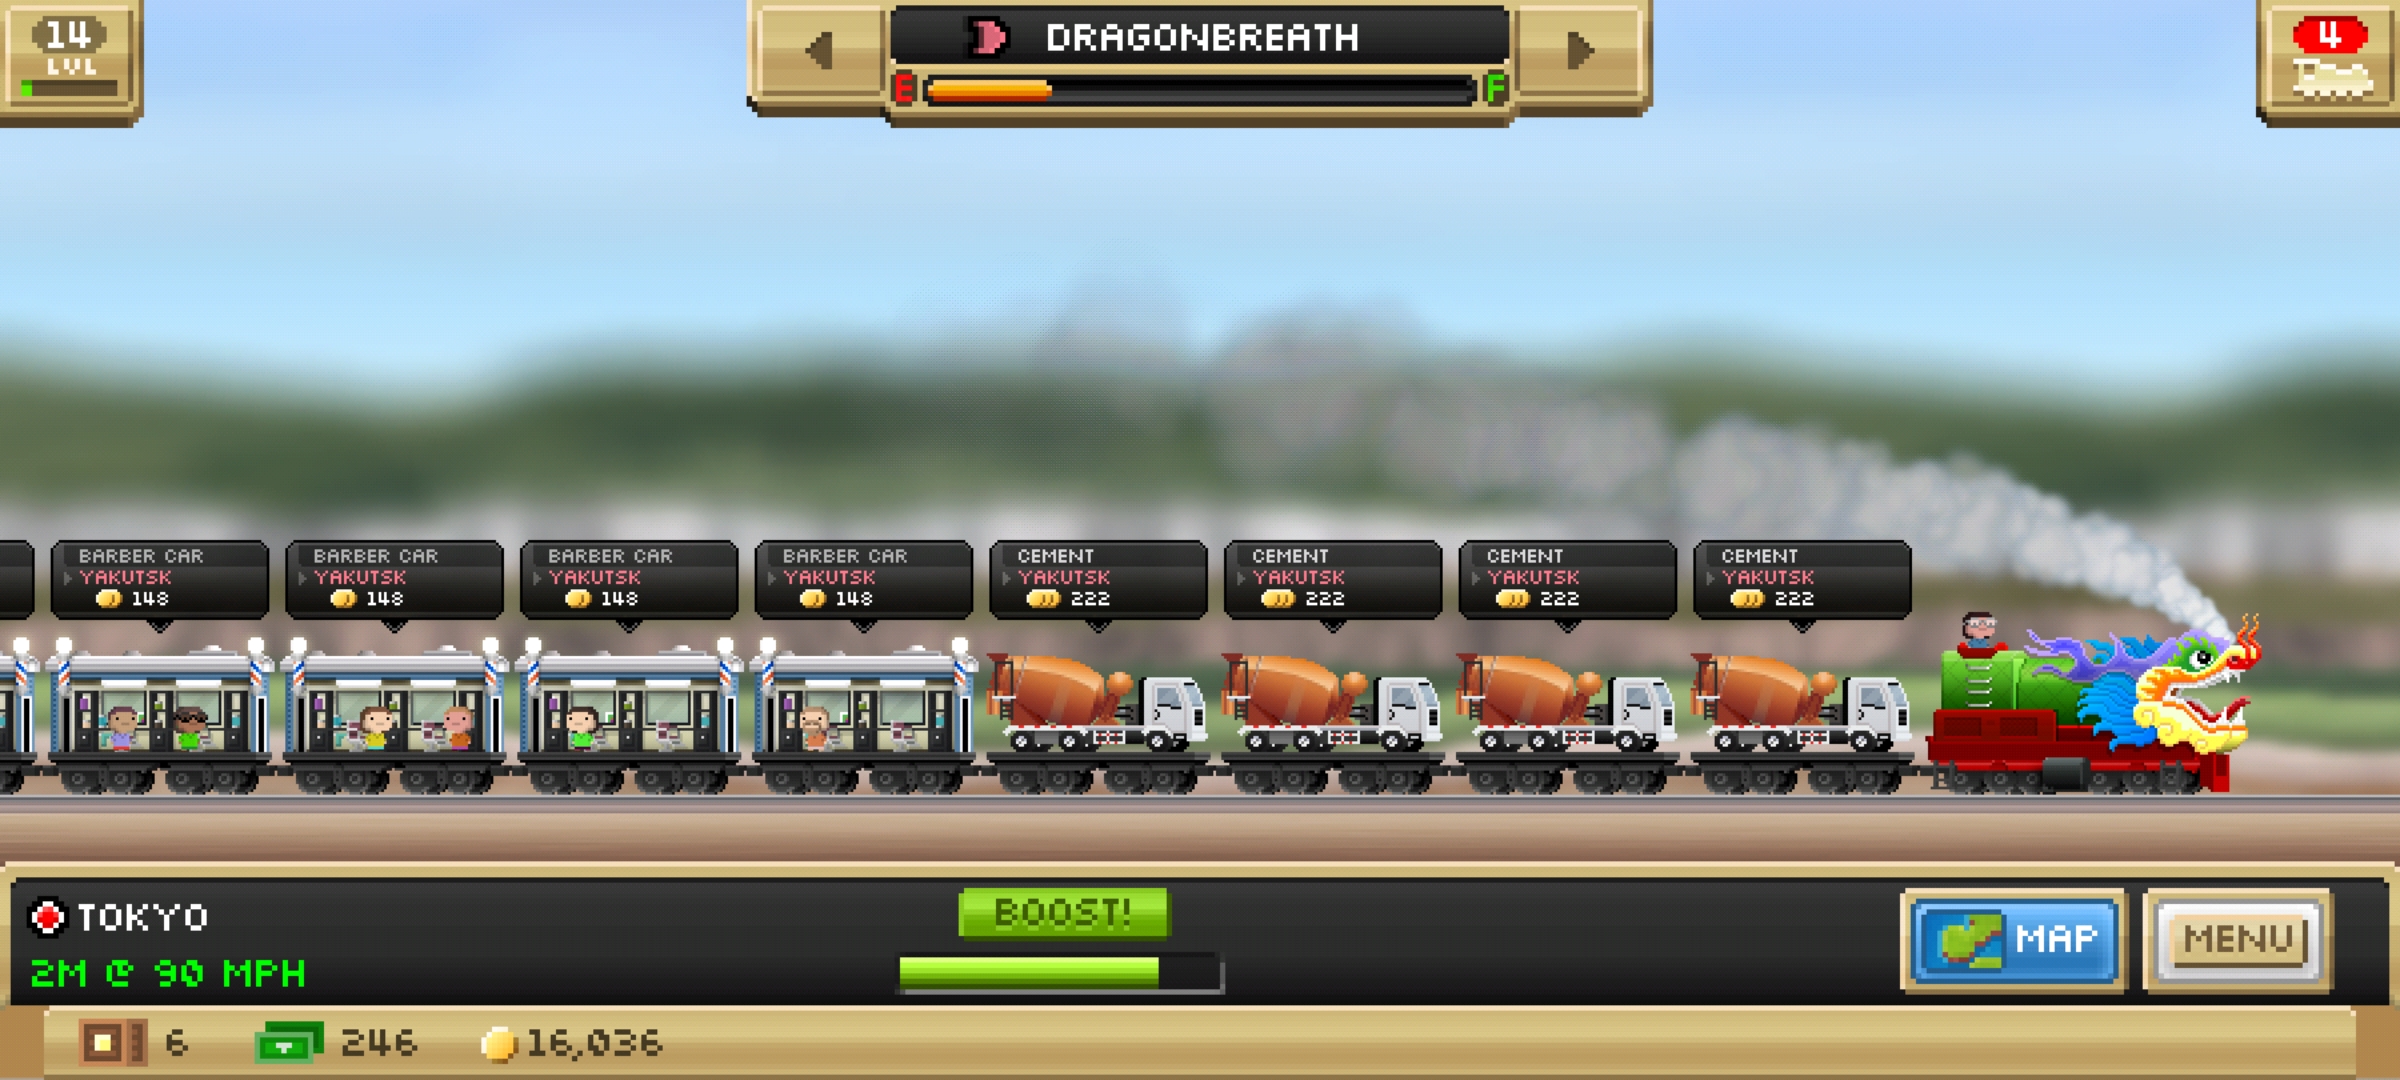 14
LVL
DRAGONBREATH
E
F
4
BARBER CAR
YAKUTSK
148
BARBER CAR
YAKUTSK
148
BARBER CAR
YAKUTSK
148
BARBER CAR
YAKUTSK
148
CEMENT
YAKUTSK
222
CEMENT
YAKUTSK
222
CEMENT
YAKUTSK
222
CEMENT
YAKUTSK
222
TOKYO
2M @ 90 MPH
BOOST!
MAP
MENU
6
246
16,036